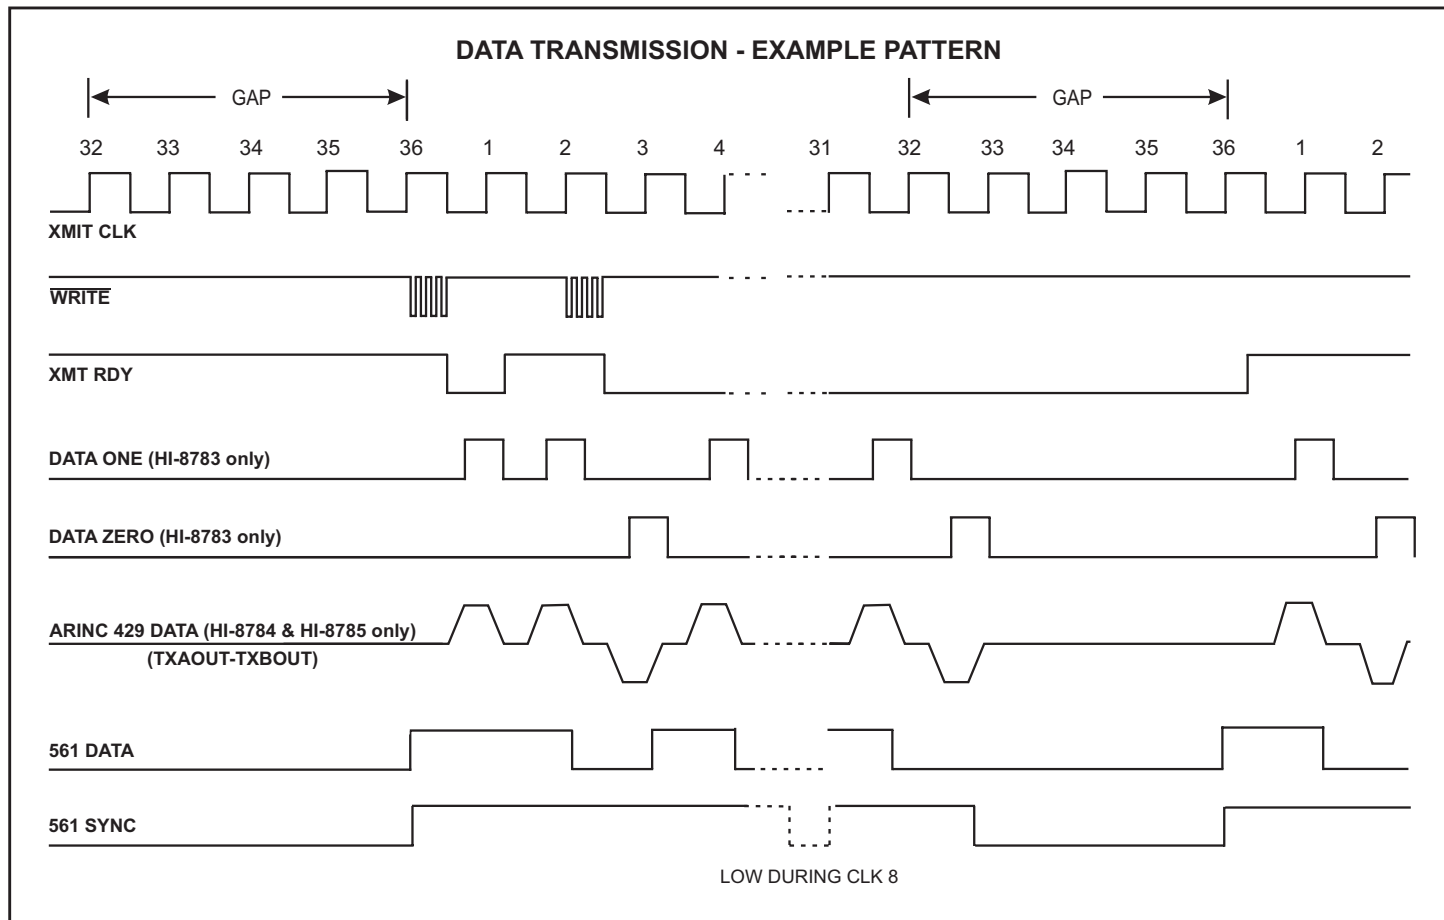 DATA TRANSMISSION - EXAMPLE PATTERN
GAP GAP
32 33 34 35 36 1 2 3 4 31 32 33 34 35 36 1 2
XMIT CLK
WRITE
XMT RDY
DATA ONE (HI-8783 only)
DATA ZERO (HI-8783 only)
ARINC 429 DATA (HI-8784 & HI-8785 only)
(TXAOUT-TXBOUT)
561 DATA
561 SYNC
LOW DURING CLK 8